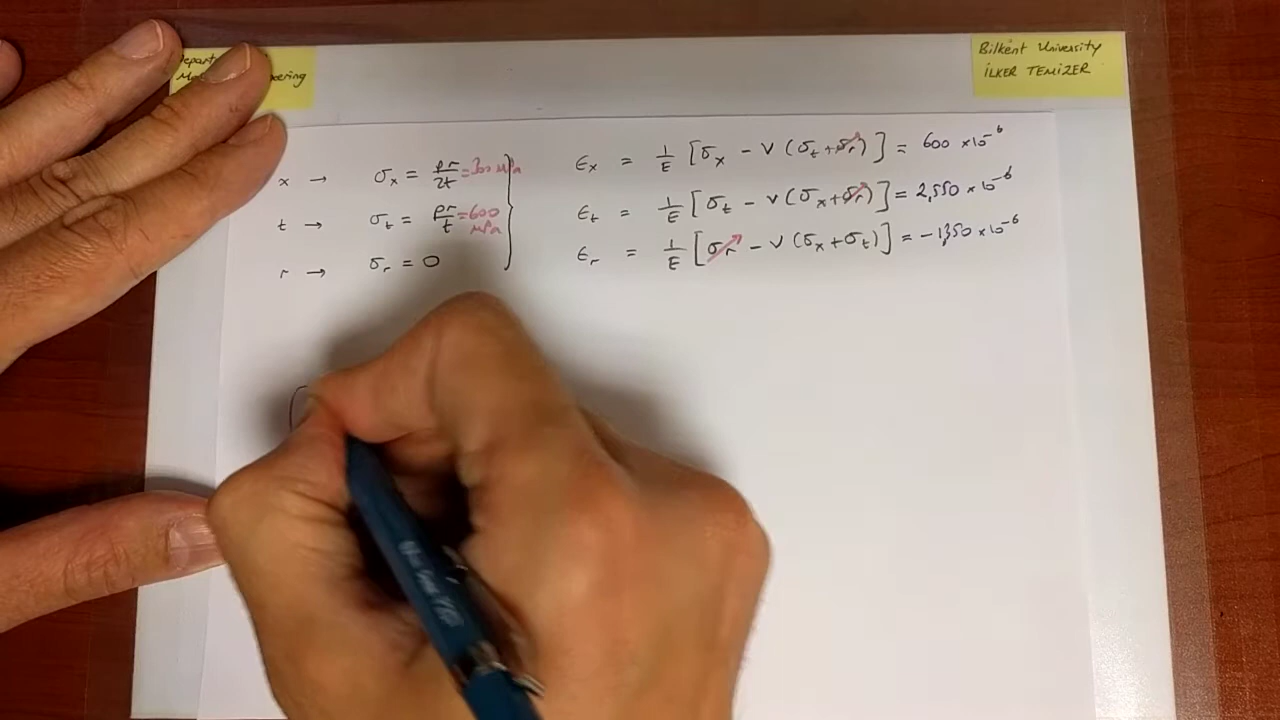 Bilkent University
İLKER TEMİZER
x → σₓ = pr/2t = 300 MPa
t → σₜ = pr/t = 600 MPa
r → σᵣ = 0
ϵₓ = 1/E [σₓ - ν (σₜ+σᵣ)] = 600 ×10⁻⁶
ϵₜ = 1/E [σₜ - ν (σₓ+σᵣ)] = 2,550 ×10⁻⁶
ϵᵣ = 1/E [σᵣ - ν (σₓ+σₜ)] = -1,350 ×10⁻⁶